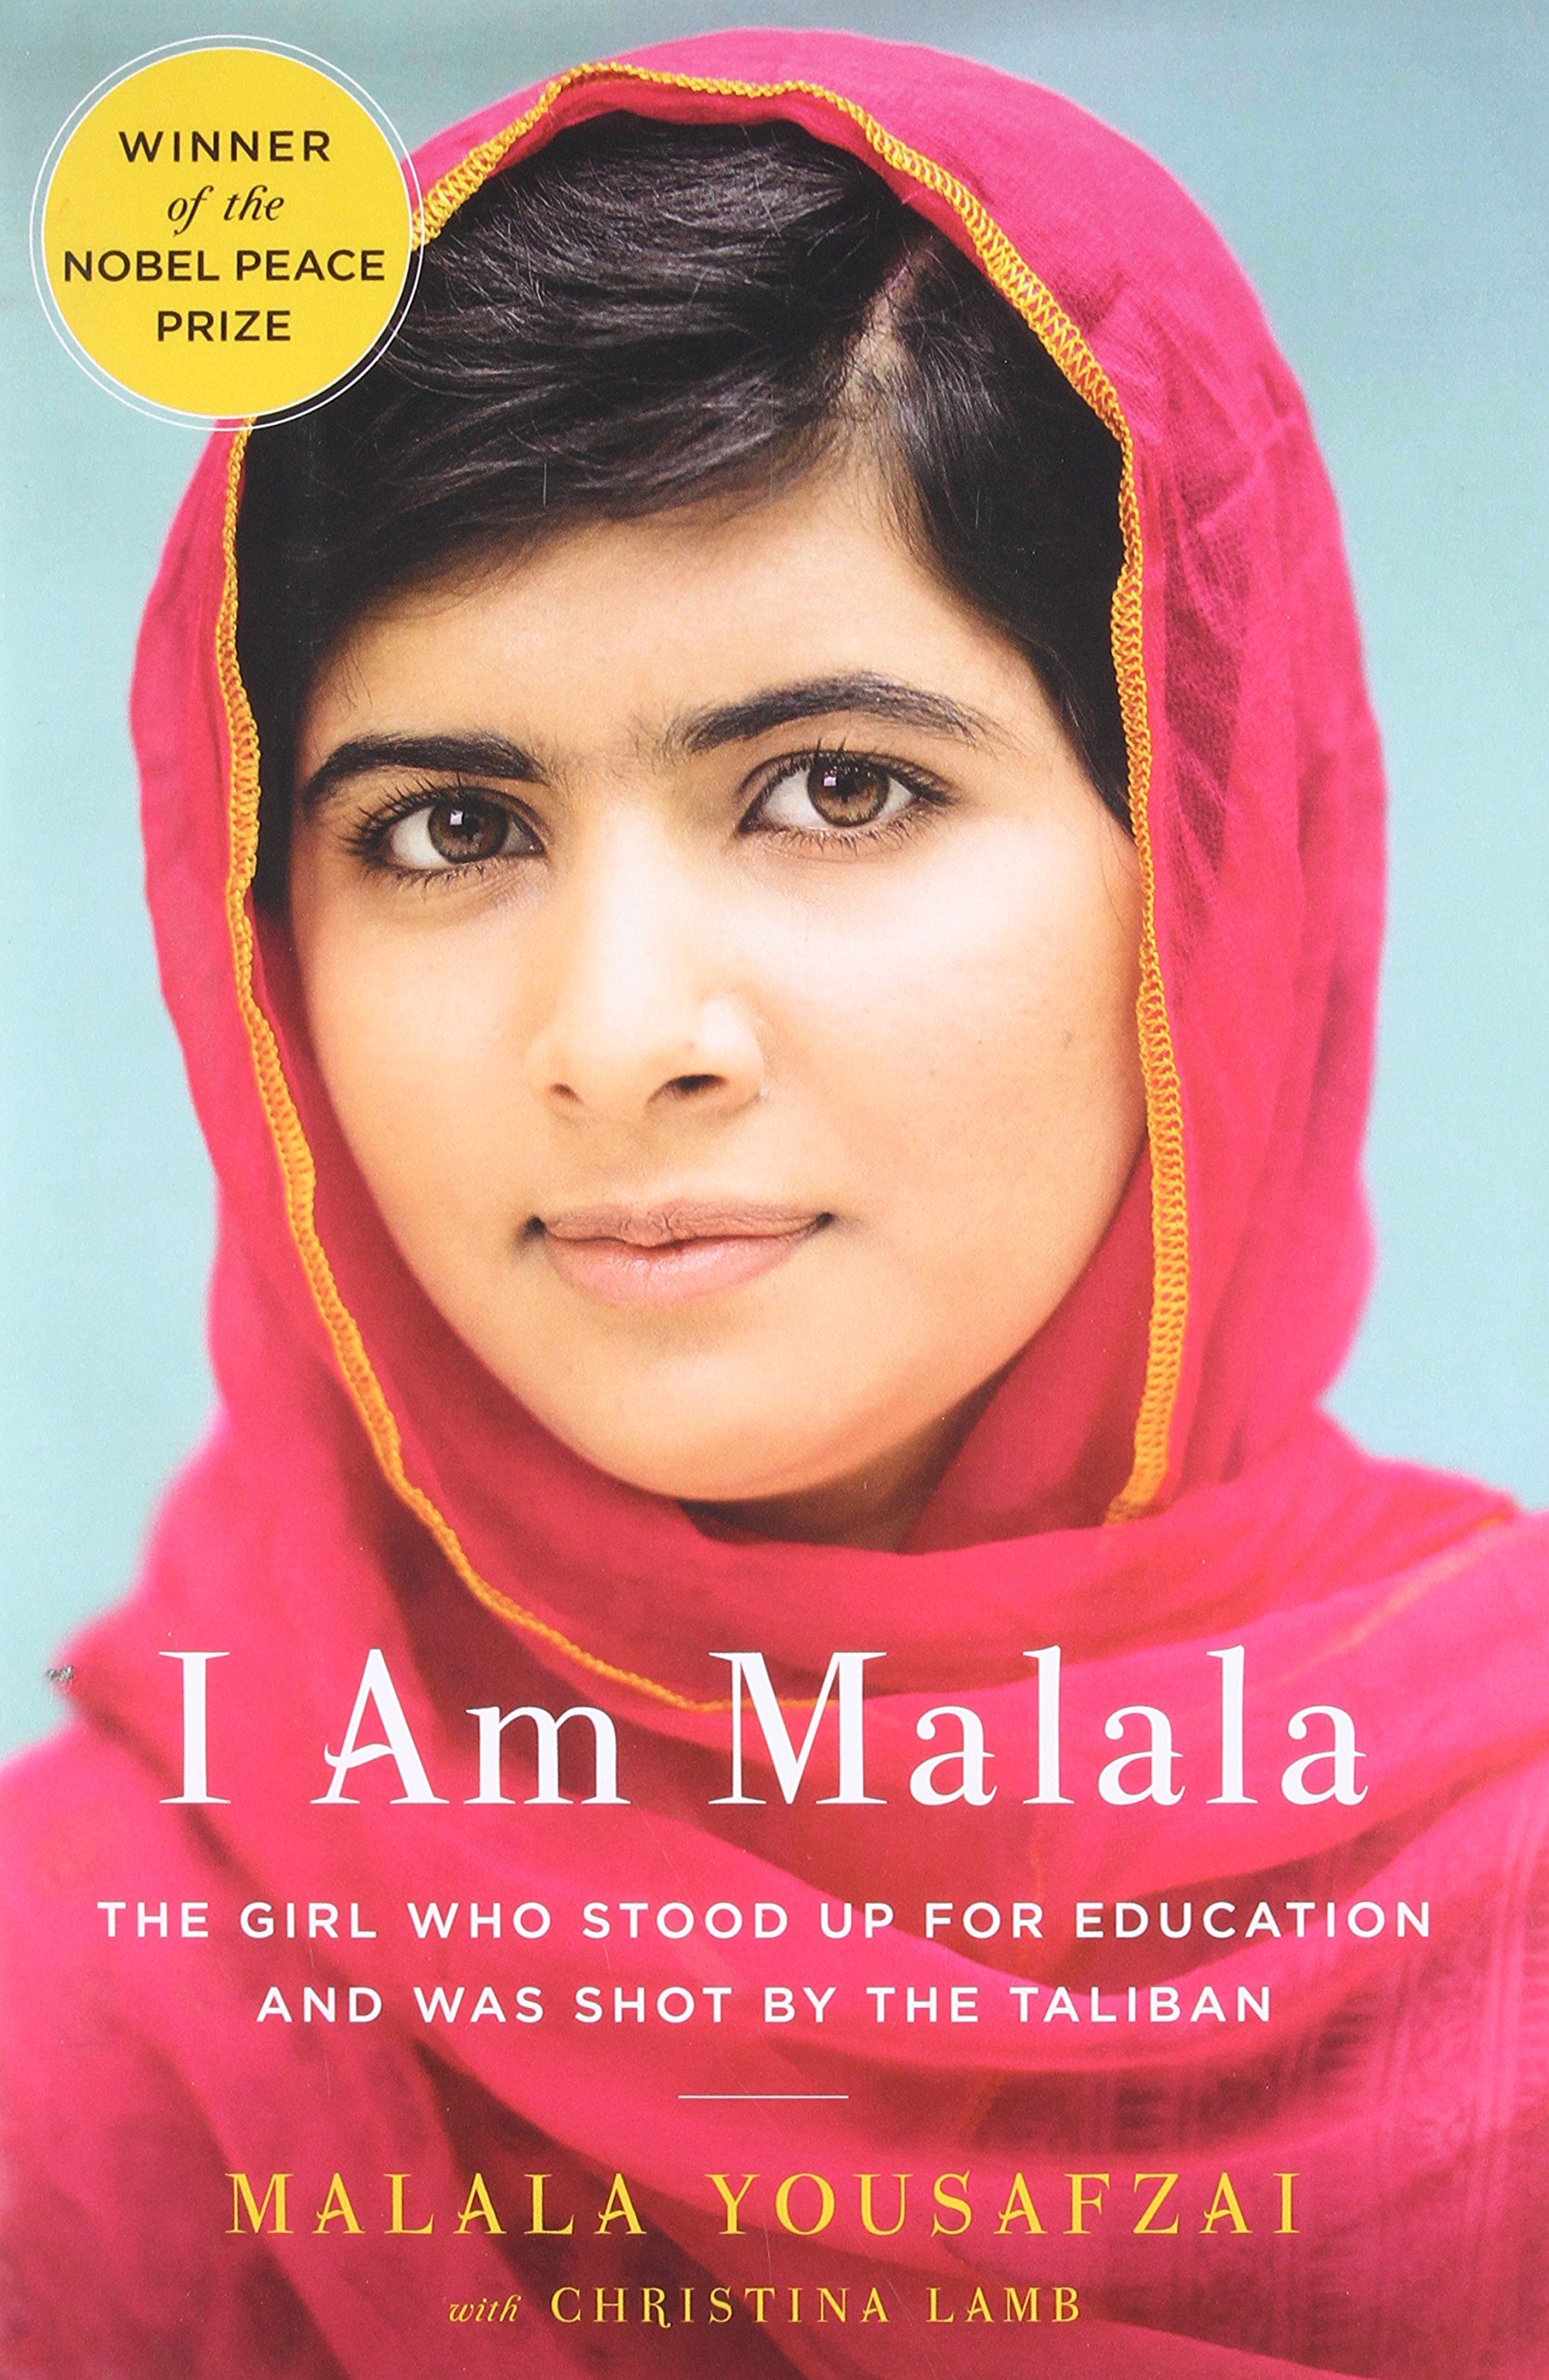 WINNER
of the
NOBEL PEACE
PRIZE
I Am Malala
THE GIRL WHO STOOD UP FOR EDUCATION
AND WAS SHOT BY THE TALIBAN
MALALA YOUSAFZAI
with CHRISTINA LAMB